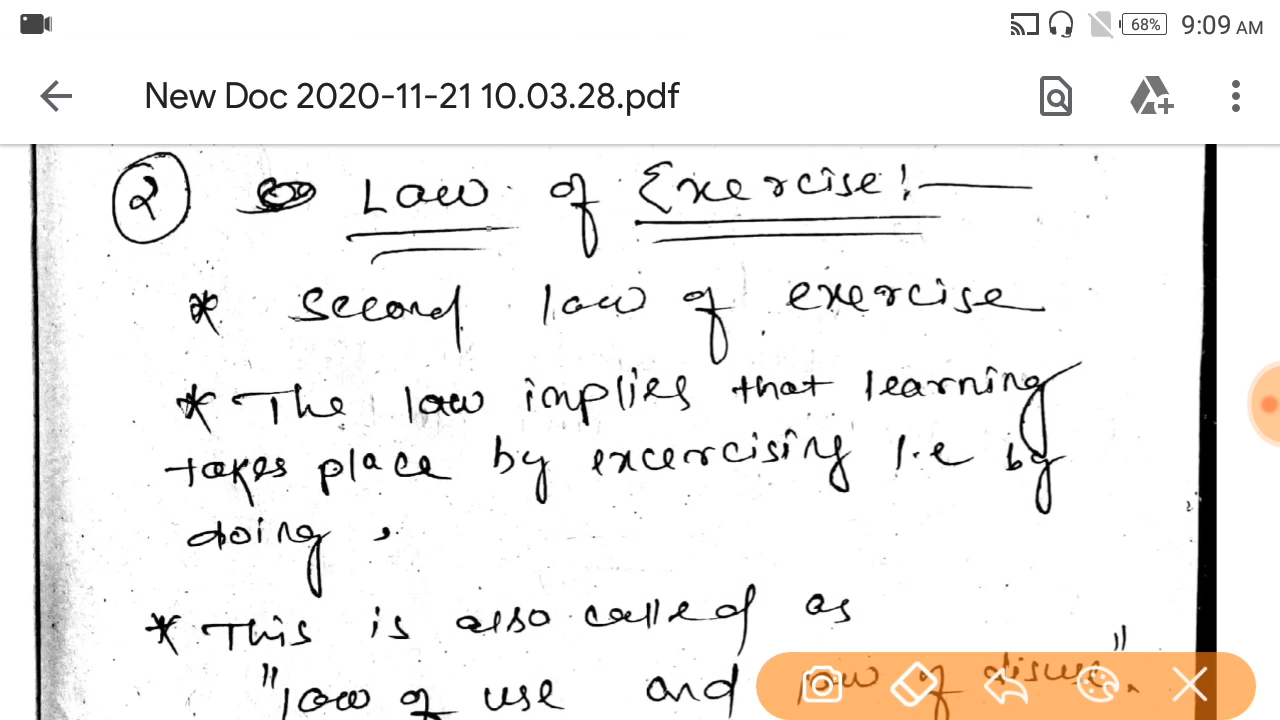 68% 9:09 AM
New Doc 2020-11-21 10.03.28.pdf
2 Law of Exercise:-
* Second law of exercise
* The law implies that learning
takes place by excercising I.e by
doing,
* This is also called as
"law of use and law of disuse".